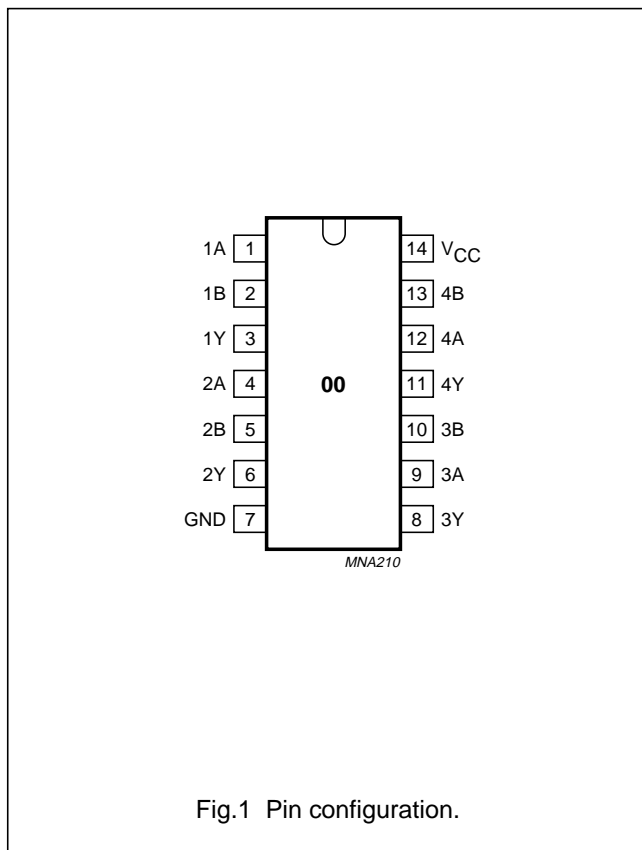 1A 1 14 VCC
1B 2 13 4B
1Y 3 12 4A
2A 4 00 11 4Y
2B 5 10 3B
2Y 6 9 3A
GND 7 8 3Y
MNA210
Fig.1 Pin configuration.